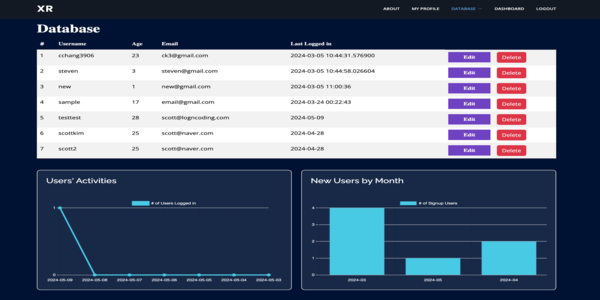 XR
ABOUT MY PROFILE DATABASE DASHBOARD LOGOUT
Database
# Username Age Email Last Logged in
1 cchang3906 23 ck3@gmail.com 2024-03-05 10:44:31.576900 Edit Delete
2 steven 3 steven@gmail.com 2024-03-05 10:44:58.026604 Edit Delete
3 new 1 new@gmail.com 2024-03-05 11:00:36 Edit Delete
4 sample 17 email@gmail.com 2024-03-24 00:22:43 Edit Delete
5 testtest 28 scott@logncoding.com 2024-05-09 Edit Delete
6 scottkim 25 scott@naver.com 2024-04-28 Edit Delete
7 scott2 25 scott@naver.com 2024-04-28 Edit Delete
Users' Activities
# of Users Logged in
1
0
2024-05-09 2024-05-08 2024-05-07 2024-05-06 2024-05-05 2024-05-04 2024-05-03
New Users by Month
# of Signup Users
4
3
2
1
0
2024-03 2024-05 2024-04